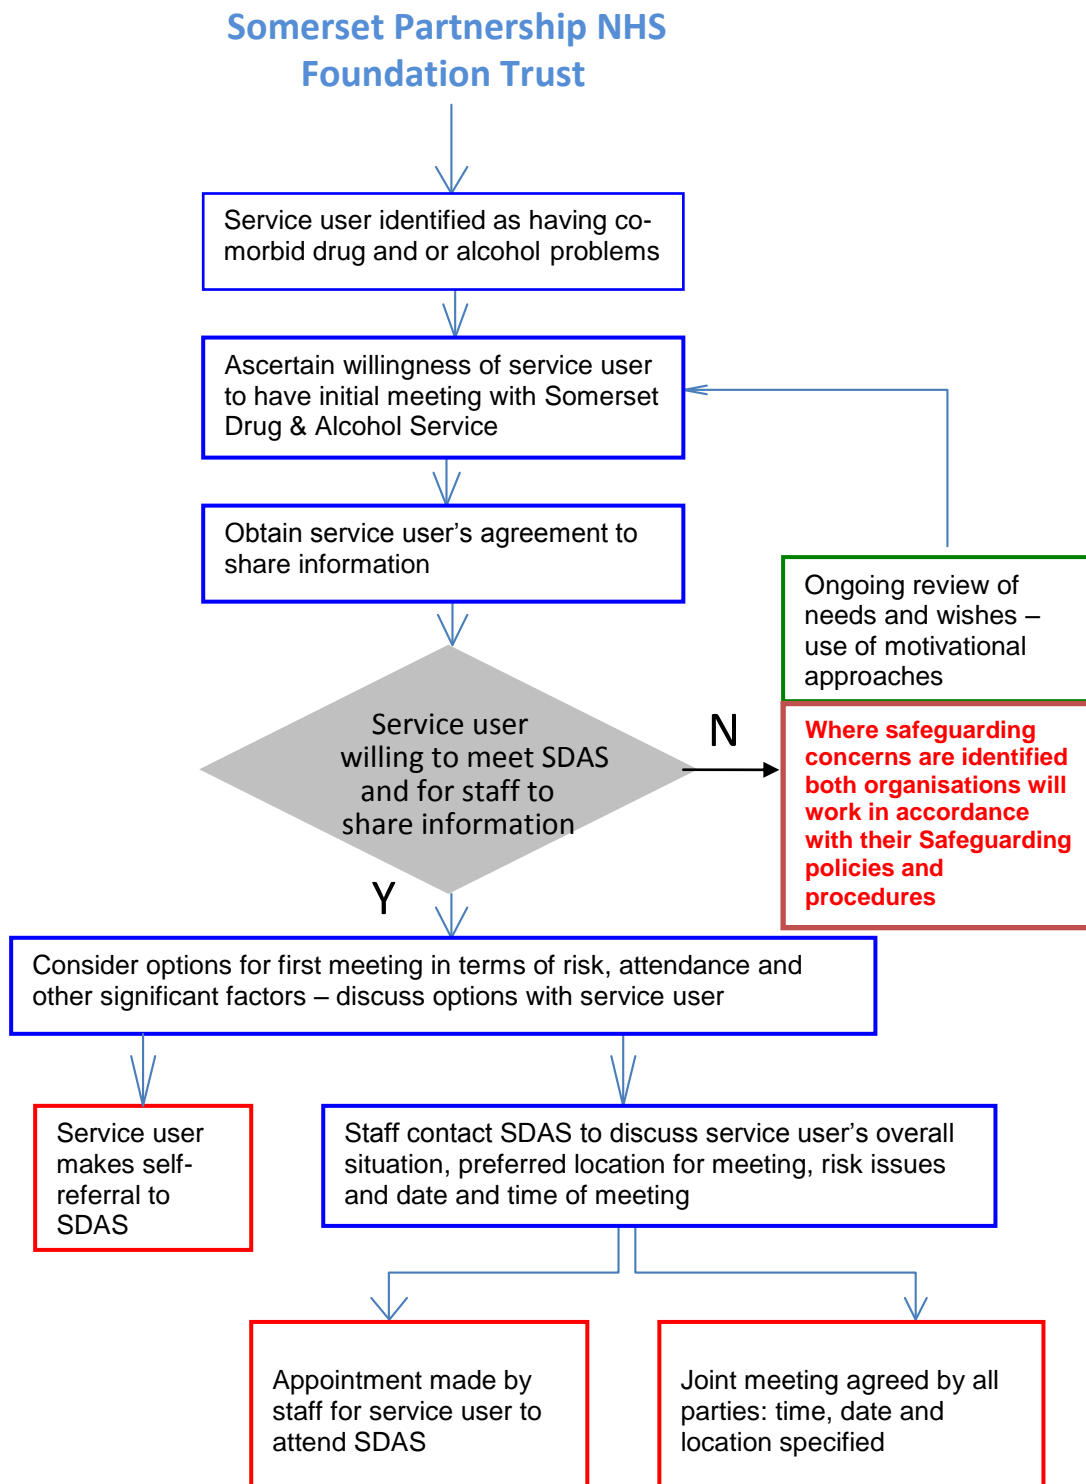 Somerset Partnership NHS
Foundation Trust
Service user identified as having co-
morbid drug and or alcohol problems
Ascertain willingness of service user
to have initial meeting with Somerset
Drug & Alcohol Service
Obtain service user’s agreement to
share information
Ongoing review of
needs and wishes –
use of motivational
approaches
Service user
willing to meet SDAS
and for staff to
share information
N
Where safeguarding
concerns are identified
both organisations will
work in accordance
with their Safeguarding
policies and
procedures
Y
Consider options for first meeting in terms of risk, attendance and
other significant factors – discuss options with service user
Service user
makes self-
referral to
SDAS
Staff contact SDAS to discuss service user’s overall
situation, preferred location for meeting, risk issues
and date and time of meeting
Appointment made by
staff for service user to
attend SDAS
Joint meeting agreed by all
parties: time, date and
location specified